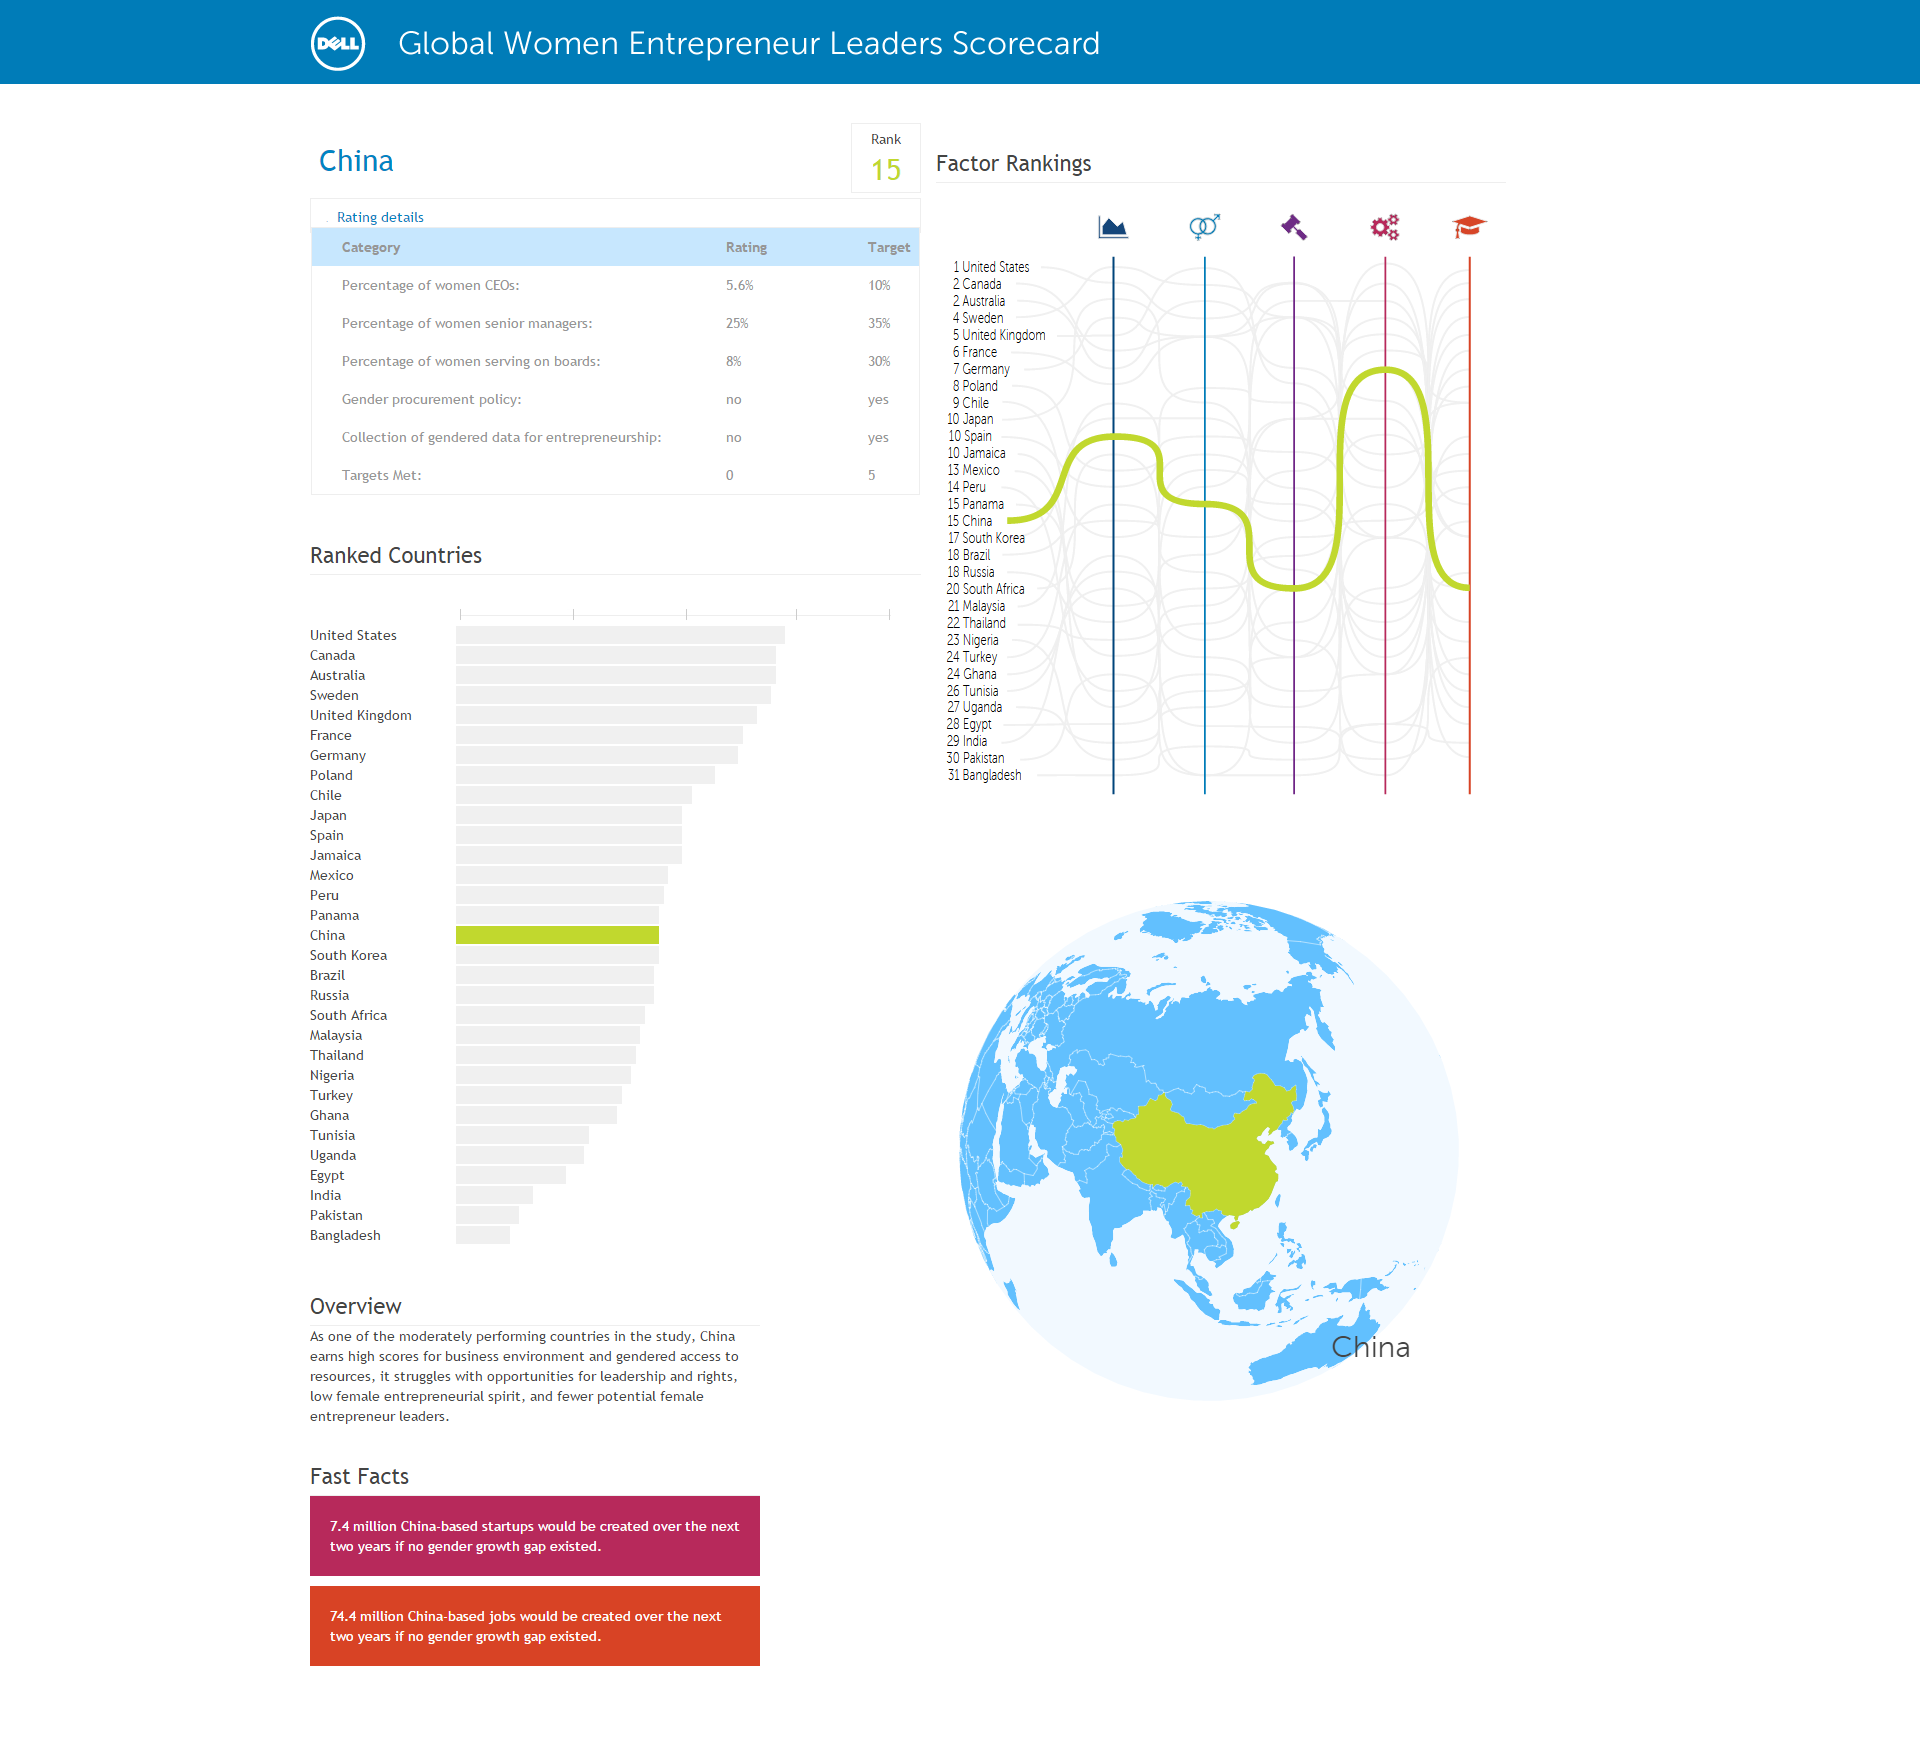 DELL
Global Women Entrepreneur Leaders Scorecard
China
Rank
15
Rating details
Category Rating Target
Percentage of women CEOs: 5.6% 10%
Percentage of women senior managers: 25% 35%
Percentage of women serving on boards: 8% 30%
Gender procurement policy: no yes
Collection of gendered data for entrepreneurship: no yes
Targets Met: 0 5
Ranked Countries
United States
Canada
Australia
Sweden
United Kingdom
France
Germany
Poland
Chile
Japan
Spain
Jamaica
Mexico
Peru
Panama
China
South Korea
Brazil
Russia
South Africa
Malaysia
Thailand
Nigeria
Turkey
Ghana
Tunisia
Uganda
Egypt
India
Pakistan
Bangladesh
Overview
As one of the moderately performing countries in the study, China
earns high scores for business environment and gendered access to
resources, it struggles with opportunities for leadership and rights,
low female entrepreneurial spirit, and fewer potential female
entrepreneur leaders.
Fast Facts
7.4 million China-based startups would be created over the next
two years if no gender growth gap existed.
74.4 million China-based jobs would be created over the next
two years if no gender growth gap existed.
Factor Rankings
1 United States
2 Canada
2 Australia
4 Sweden
5 United Kingdom
6 France
7 Germany
8 Poland
9 Chile
10 Japan
10 Spain
10 Jamaica
13 Mexico
14 Peru
15 Panama
15 China
17 South Korea
18 Brazil
18 Russia
20 South Africa
21 Malaysia
22 Thailand
23 Nigeria
24 Turkey
24 Ghana
26 Tunisia
27 Uganda
28 Egypt
29 India
30 Pakistan
31 Bangladesh
China